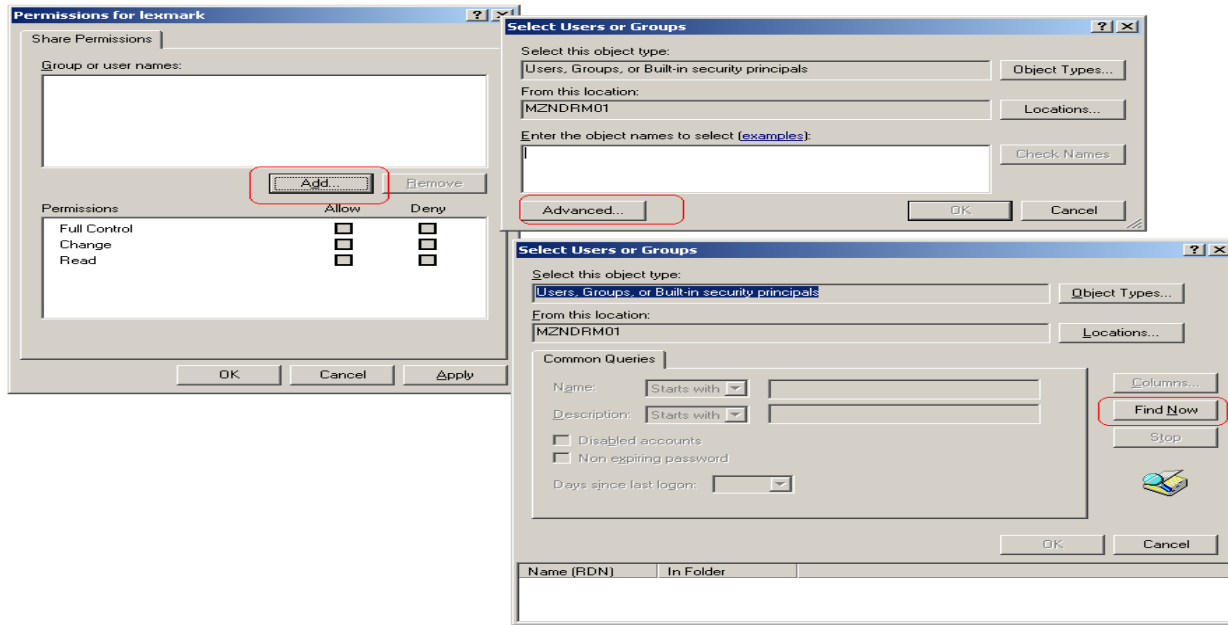 Permissions for lexmark
Share Permissions
Group or user names:
Add...
Remove
Permissions Allow Deny
Full Control
Change
Read
OK Cancel Apply
Select Users or Groups
Select this object type:
Users, Groups, or Built-in security principals
Object Types...
From this location:
MZNDRM01
Locations...
Enter the object names to select (examples):
Check Names
Advanced...
OK
Cancel
Select Users or Groups
Select this object type:
Users, Groups, or Built-in security principals
Object Types...
From this location:
MZNDRM01
Locations...
Common Queries
Name: Starts with
Description: Starts with
Disabled accounts
Non expiring password
Days since last logon:
Columns...
Find Now
Stop
OK
Cancel
Name (RDN) In Folder